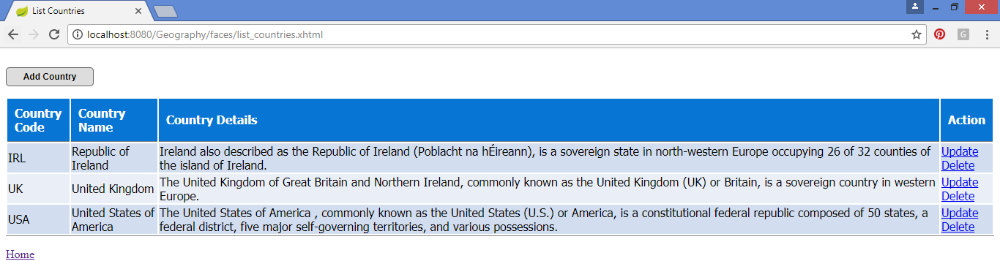 List Countries
localhost:8080/Geography/faces/list_countries.xhtml
G
Add Country
Country Code
Country Name
Country Details
Action
IRL
Republic of Ireland
Ireland also described as the Republic of Ireland (Poblacht na hÉireann), is a sovereign state in north-western Europe occupying 26 of 32 counties of
the island of Ireland.
Update
Delete
UK
United Kingdom
The United Kingdom of Great Britain and Northern Ireland, commonly known as the United Kingdom (UK) or Britain, is a sovereign country in western
Europe.
Update
Delete
USA
United States of
America
The United States of America , commonly known as the United States (U.S.) or America, is a constitutional federal republic composed of 50 states, a
federal district, five major self-governing territories, and various possessions.
Update
Delete
Home